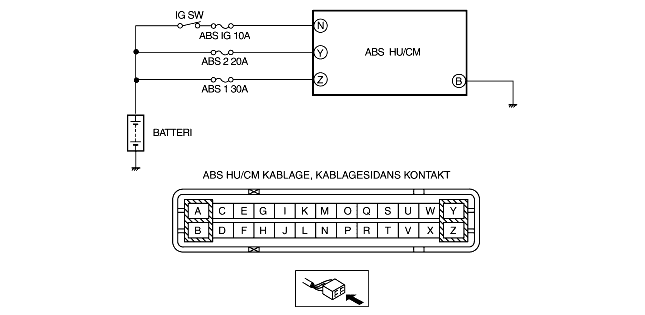 IG SW
N
ABS IG 10A
Y
ABS HU/CM
ABS 2 20A
Z
B
ABS 1 30A
BATTERI
ABS HU/CM KABLAGE, KABLAGESIDANS KONTAKT
A C E G I K M O Q S U W Y
B D F H J L N P R T V X Z